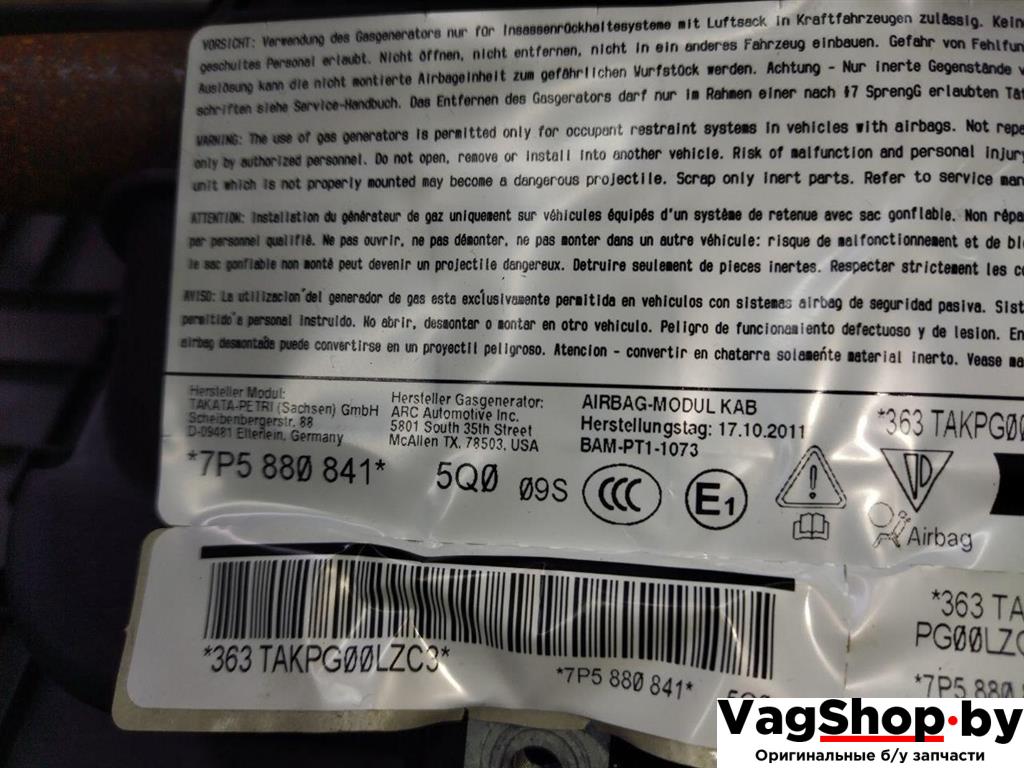 VORSICHT: Verwendung des Gasgenerators nur für Insassenrückhaltesysteme mit Luftsack in Kraftfahrzeugen zulässig. Kein
geschultes Personal erlaubt. Nicht öffnen, nicht entfernen, nicht in ein anderes Fahrzeug einbauen. Gefahr von
Auslösung kann die nicht montierte Airbageinheit zum gefährlichen Wurfstück werden. Achtung - Nur inerte Gegenstände
schriften siehe Service-Handbuch. Das Entfernen des Gasgerators darf nur im Rahmen einer nach §7 SprengG erlaubten
WARNING: The use of gas generators is permitted only for occupant restraint systems in vehicles with airbags. Not
only by authorized personnel. Do not open, remove or install into another vehicle. Risk of malfunction and personal
unit which is not properly mounted may become a dangerous projectile. Scrap only inert parts. Refer to service
ATTENTION: Installation du générateur de gaz uniquement sur véhicules équipés d'un système de retenue avec sac gonflable. Non
par personnel qualifié. Ne pas ouvrir, ne pas démonter, ne pas monter dans un autre véhicule: risque de malfonctionnement et de
le sac gonflable non monté peut devenir un projectile dangereux. Detruire seulement de pieces inertes. Respecter strictement les
AVISO: La utilizacion del generador de gas esta exclusivamente permitida en vehiculos con sistemas airbag de seguridad pasiva.
permitido a personal instruido. No abrir, desmontar o montar en otro vehiculo. Peligro de funcionamiento defectuoso y de lesion. En
airbag desmontada puede convertirse en un proyectil peligroso. Atencion - convertir en chatarra solamente material inerto. Vease
Hersteller Modul:
TAKATA-PETRI (Sachsen) GmbH
Scheibenbergerstr. 88
D-09481 Elterlein, Germany
Hersteller Gasgenerator:
ARC Automotive Inc.
5801 South 35th Street
McAllen TX, 78503, USA
AIRBAG-MODUL KAB
Herstellungstag: 17.10.2011
BAM-PT1-1073
*363 TAKPG00
*7P5 880 841*
5Q0 09S
CCC
E1
VD
Airbag
*363 TAKPG00LZC3*
*7P5 880 841*
*363 TA
PG00LZC
*7P5 880
VagShop.by
Оригинальные б/у запчасти